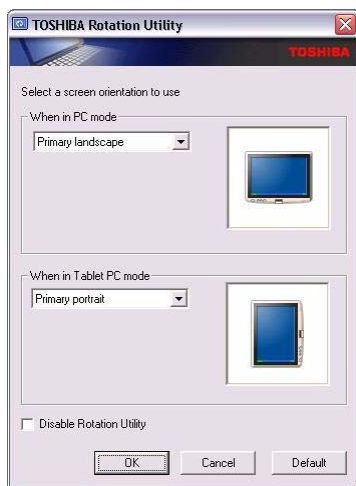 TOSHIBA Rotation Utility
TOSHIBA
Select a screen orientation to use
When in PC mode
Primary landscape
When in Tablet PC mode
Primary portrait
Disable Rotation Utility
OK Cancel Default